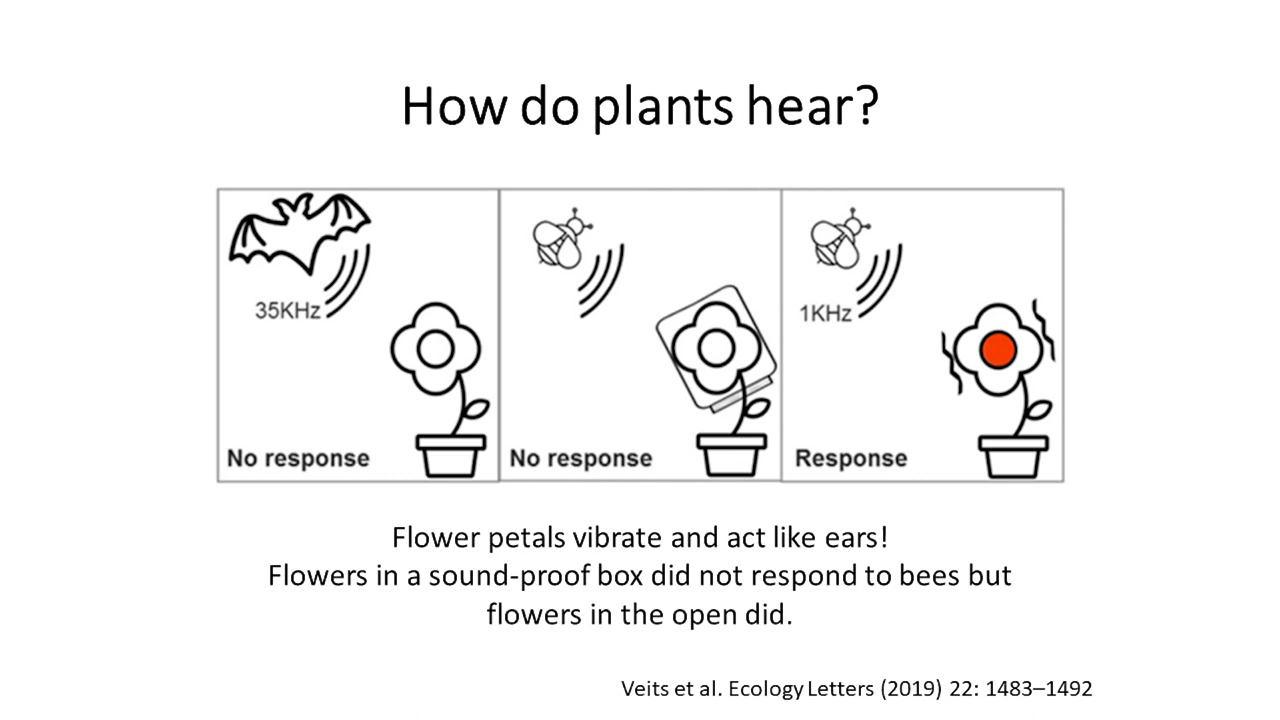 How do plants hear?
35KHz
No response
No response
1KHz
Response
Flower petals vibrate and act like ears!
Flowers in a sound-proof box did not respond to bees but
flowers in the open did.
Veits et al. Ecology Letters (2019) 22: 1483–1492